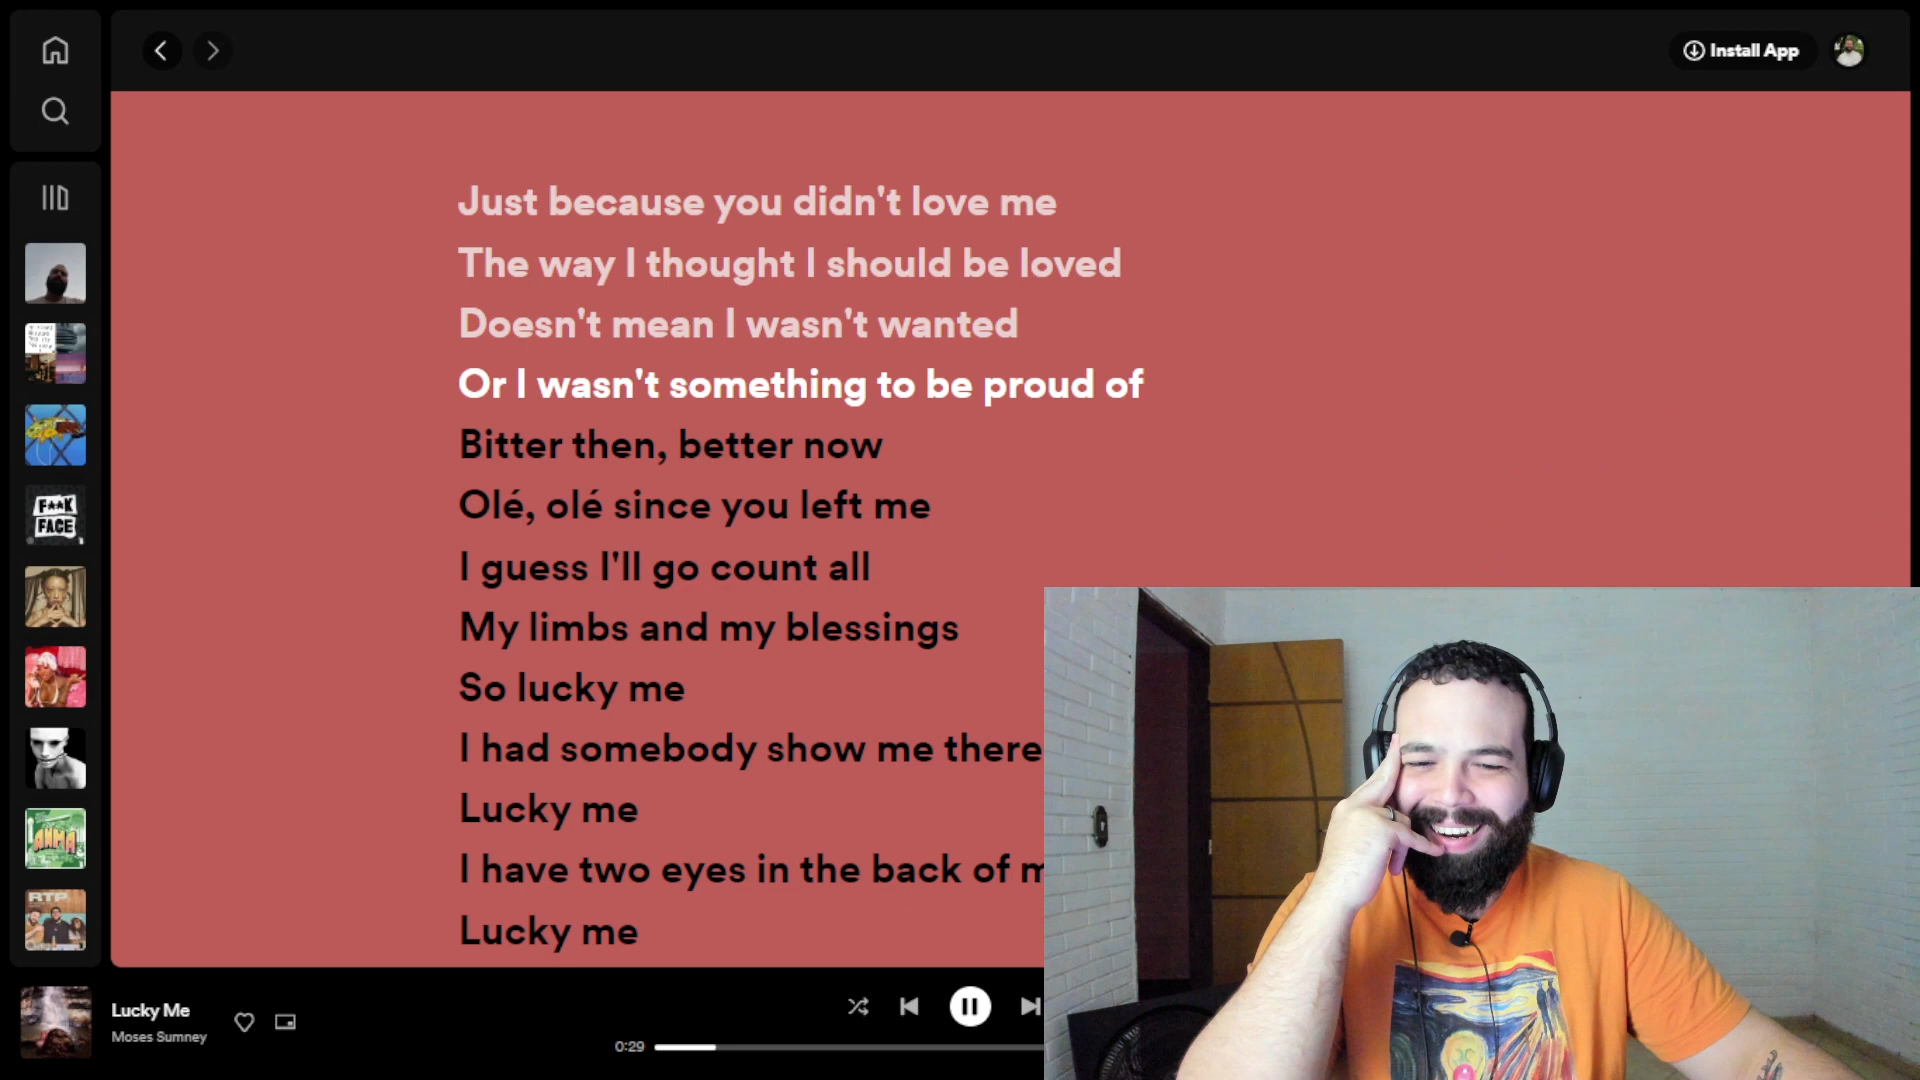 Install App
Just because you didn't love me
The way I thought I should be loved
Doesn't mean I wasn't wanted
Or I wasn't something to be proud of
Bitter then, better now
Olé, olé since you left me
I guess I'll go count all
My limbs and my blessings
So lucky me
I had somebody show me there
Lucky me
I have two eyes in the back of
Lucky me
F**K
FACE
ANMA
RTP
Lucky Me
Moses Sumney
0:29